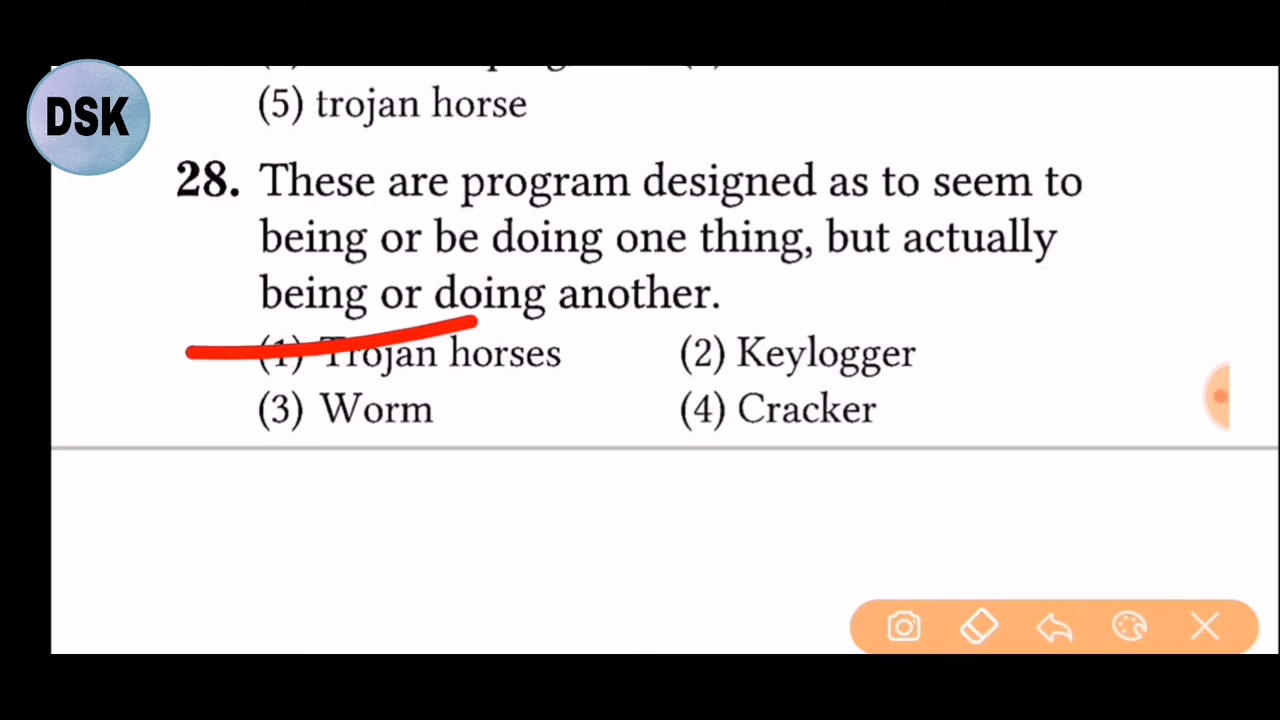 DSK
(5) trojan horse
28. These are program designed as to seem to
being or be doing one thing, but actually
being or doing another.
(1) Trojan horses (2) Keylogger
(3) Worm (4) Cracker